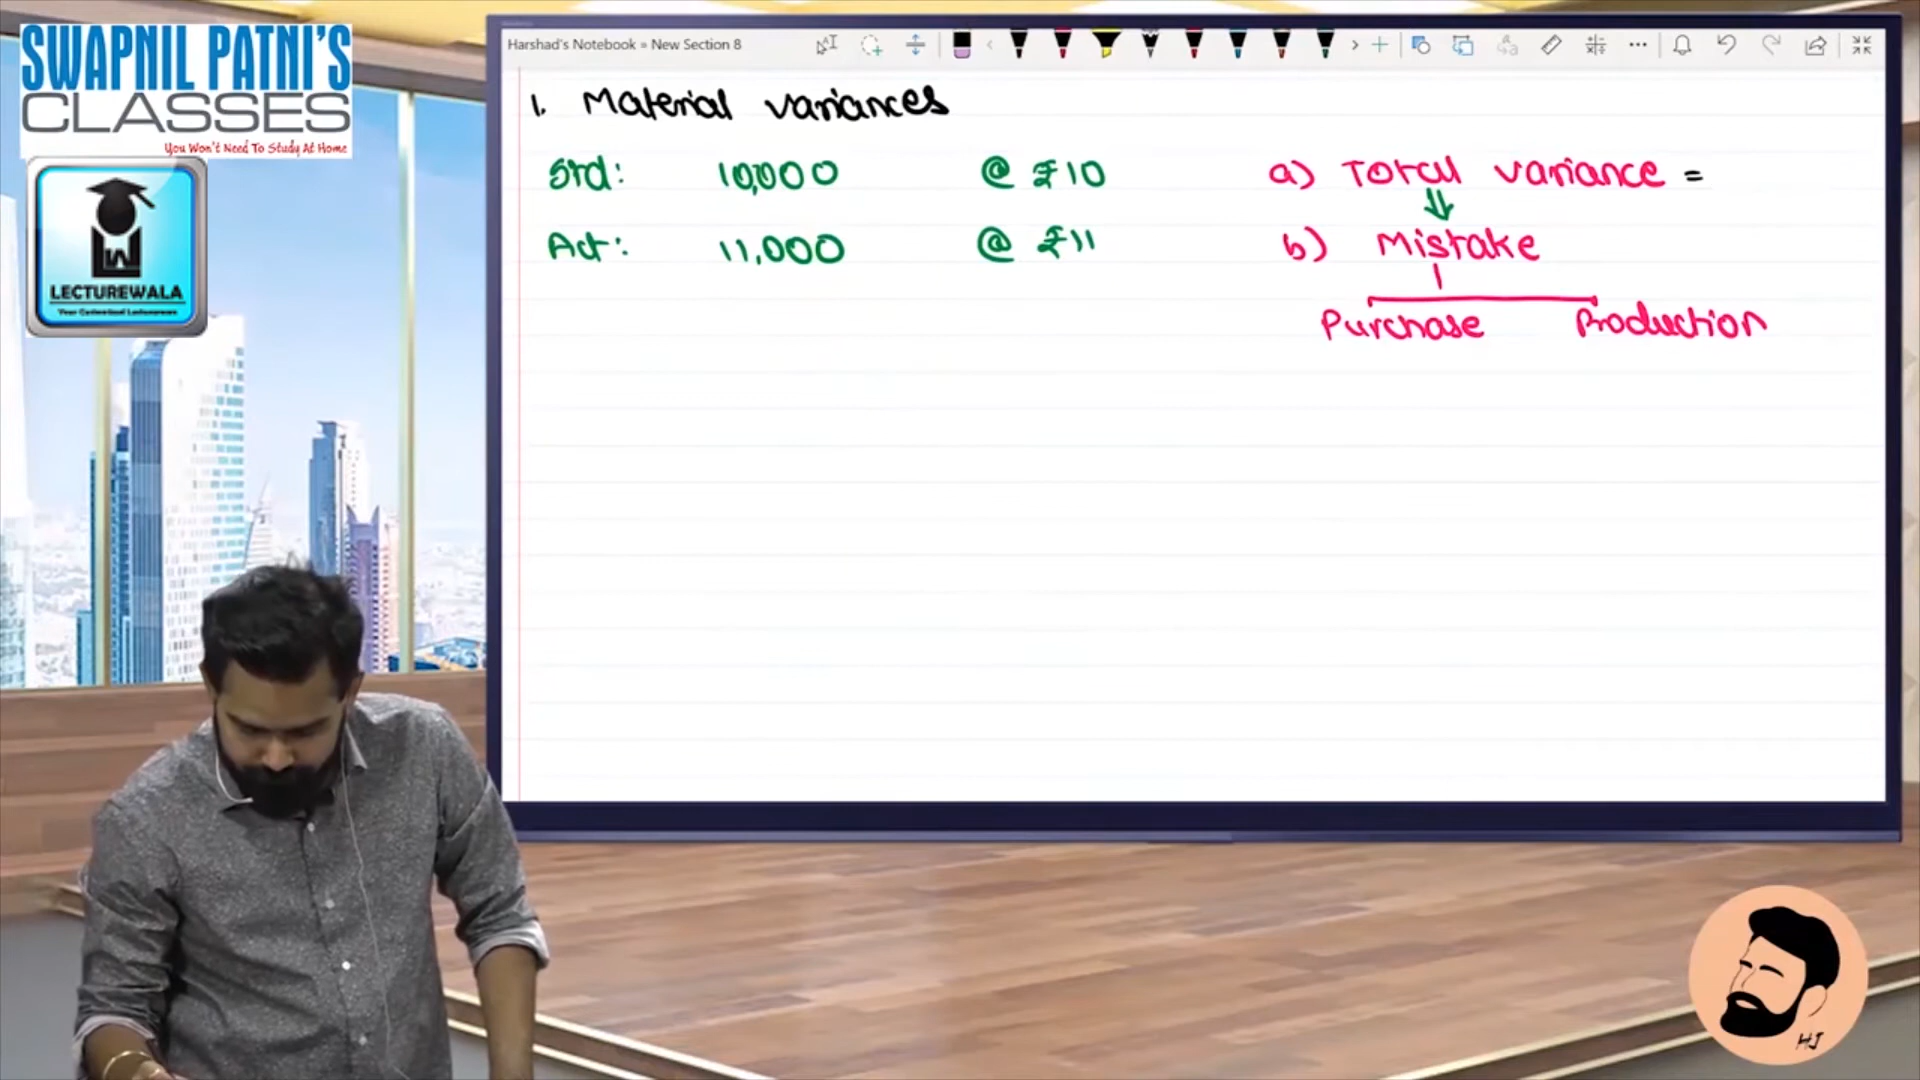 SWAPNIL PATNI'S
CLASSES
You Won't Need To Study At Home
LECTUREWALA
Harshad's Notebook » New Section 8
1. Material variances
Std: 10,000 @ ₹10
Act: 11,000 @ ₹11
a) Total variance =
b) Mistake
Purchase Production
HJ